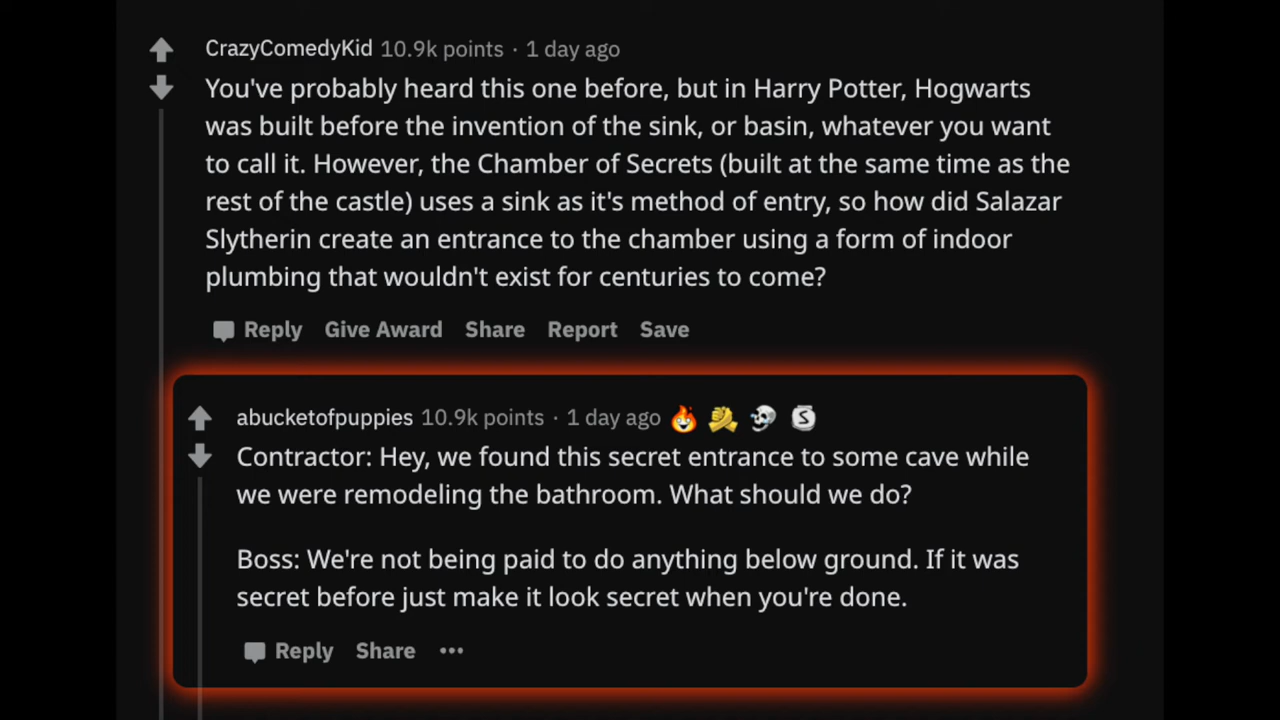 CrazyComedyKid 10.9k points · 1 day ago
You've probably heard this one before, but in Harry Potter, Hogwarts
was built before the invention of the sink, or basin, whatever you want
to call it. However, the Chamber of Secrets (built at the same time as the
rest of the castle) uses a sink as it's method of entry, so how did Salazar
Slytherin create an entrance to the chamber using a form of indoor
plumbing that wouldn't exist for centuries to come?
Reply Give Award Share Report Save
abucketofpuppies 10.9k points · 1 day ago S
Contractor: Hey, we found this secret entrance to some cave while
we were remodeling the bathroom. What should we do?
Boss: We're not being paid to do anything below ground. If it was
secret before just make it look secret when you're done.
Reply Share •••